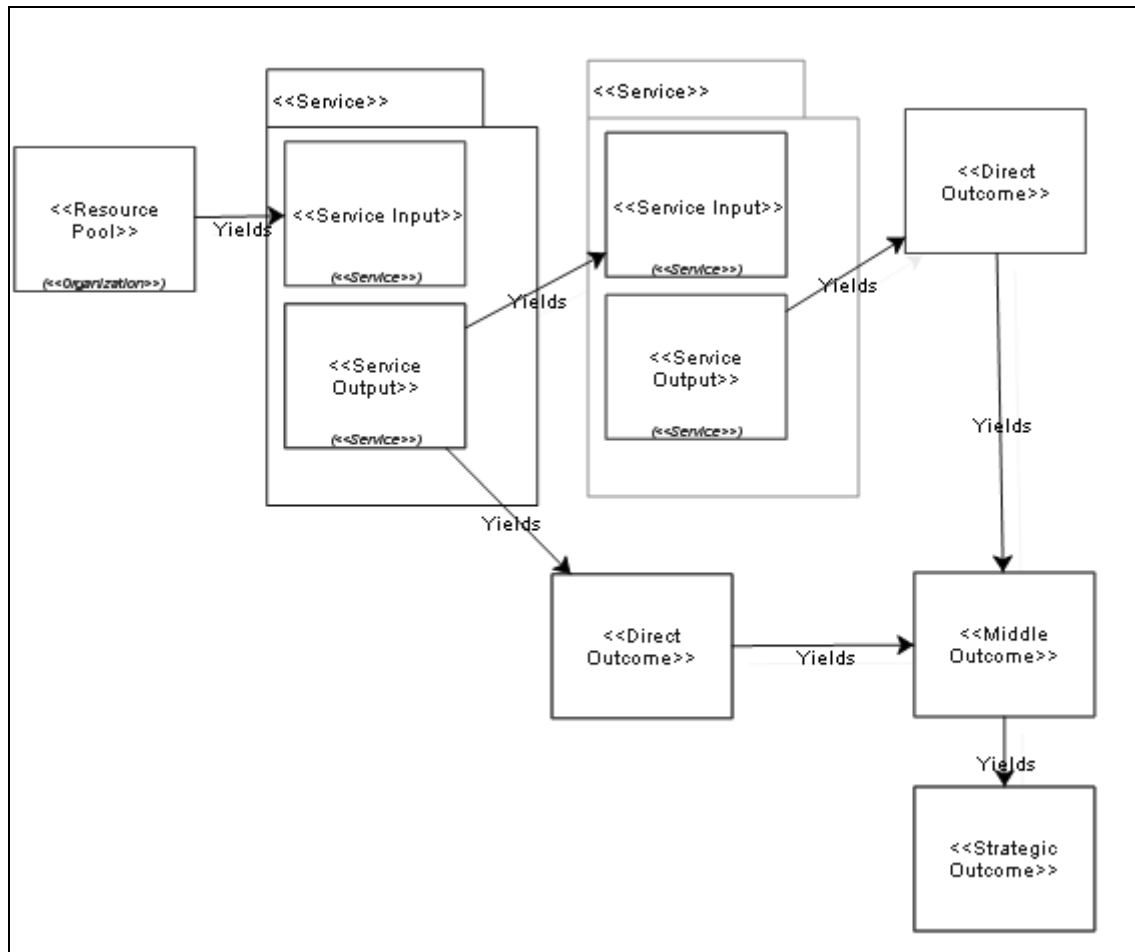 <<Service>>
<<Service>>
<<Resource
Pool>>
(<<Organization>>)
Yields
<<Service Input>>
(<<Service>>)
<<Service
Output>>
(<<Service>>)
Yields
<<Service Input>>
(<<Service>>)
<<Service
Output>>
(<<Service>>)
Yields
<<Direct
Outcome>>
Yields
Yields
<<Direct
Outcome>>
Yields
<<Middle
Outcome>>
Yields
<<Strategic
Outcome>>